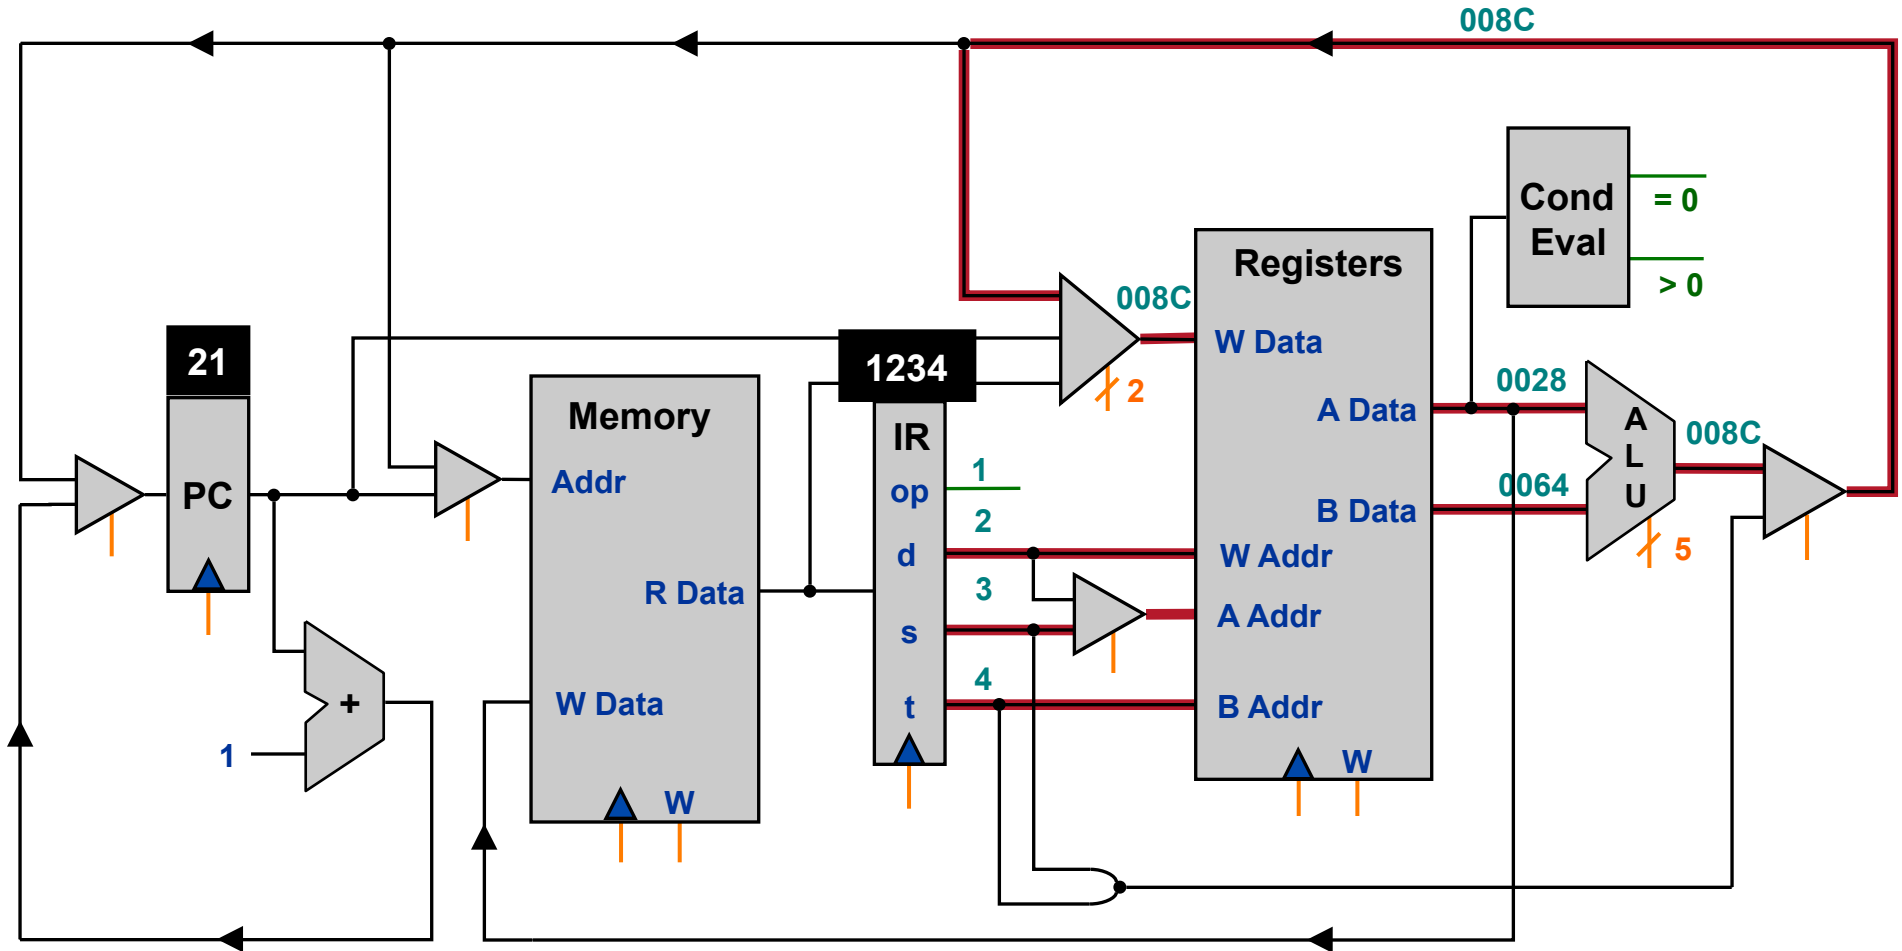 008C
Cond
Eval
= 0
> 0
Registers
008C
W Data
21
1234
2
Memory
IR
A Data
0028
A
L
U
008C
PC
Addr
op
1
B Data
0064
2
d
W Addr
5
R Data
3
A Addr
s
+
W Data
4
t
B Addr
1
W
W